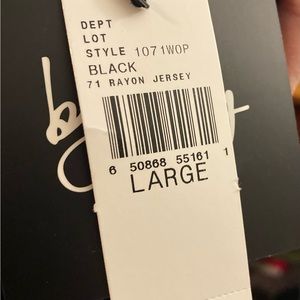 DEPT
LOT
STYLE 1071WOP
BLACK
71 RAYON JERSEY
6 50868 55161 1
LARGE